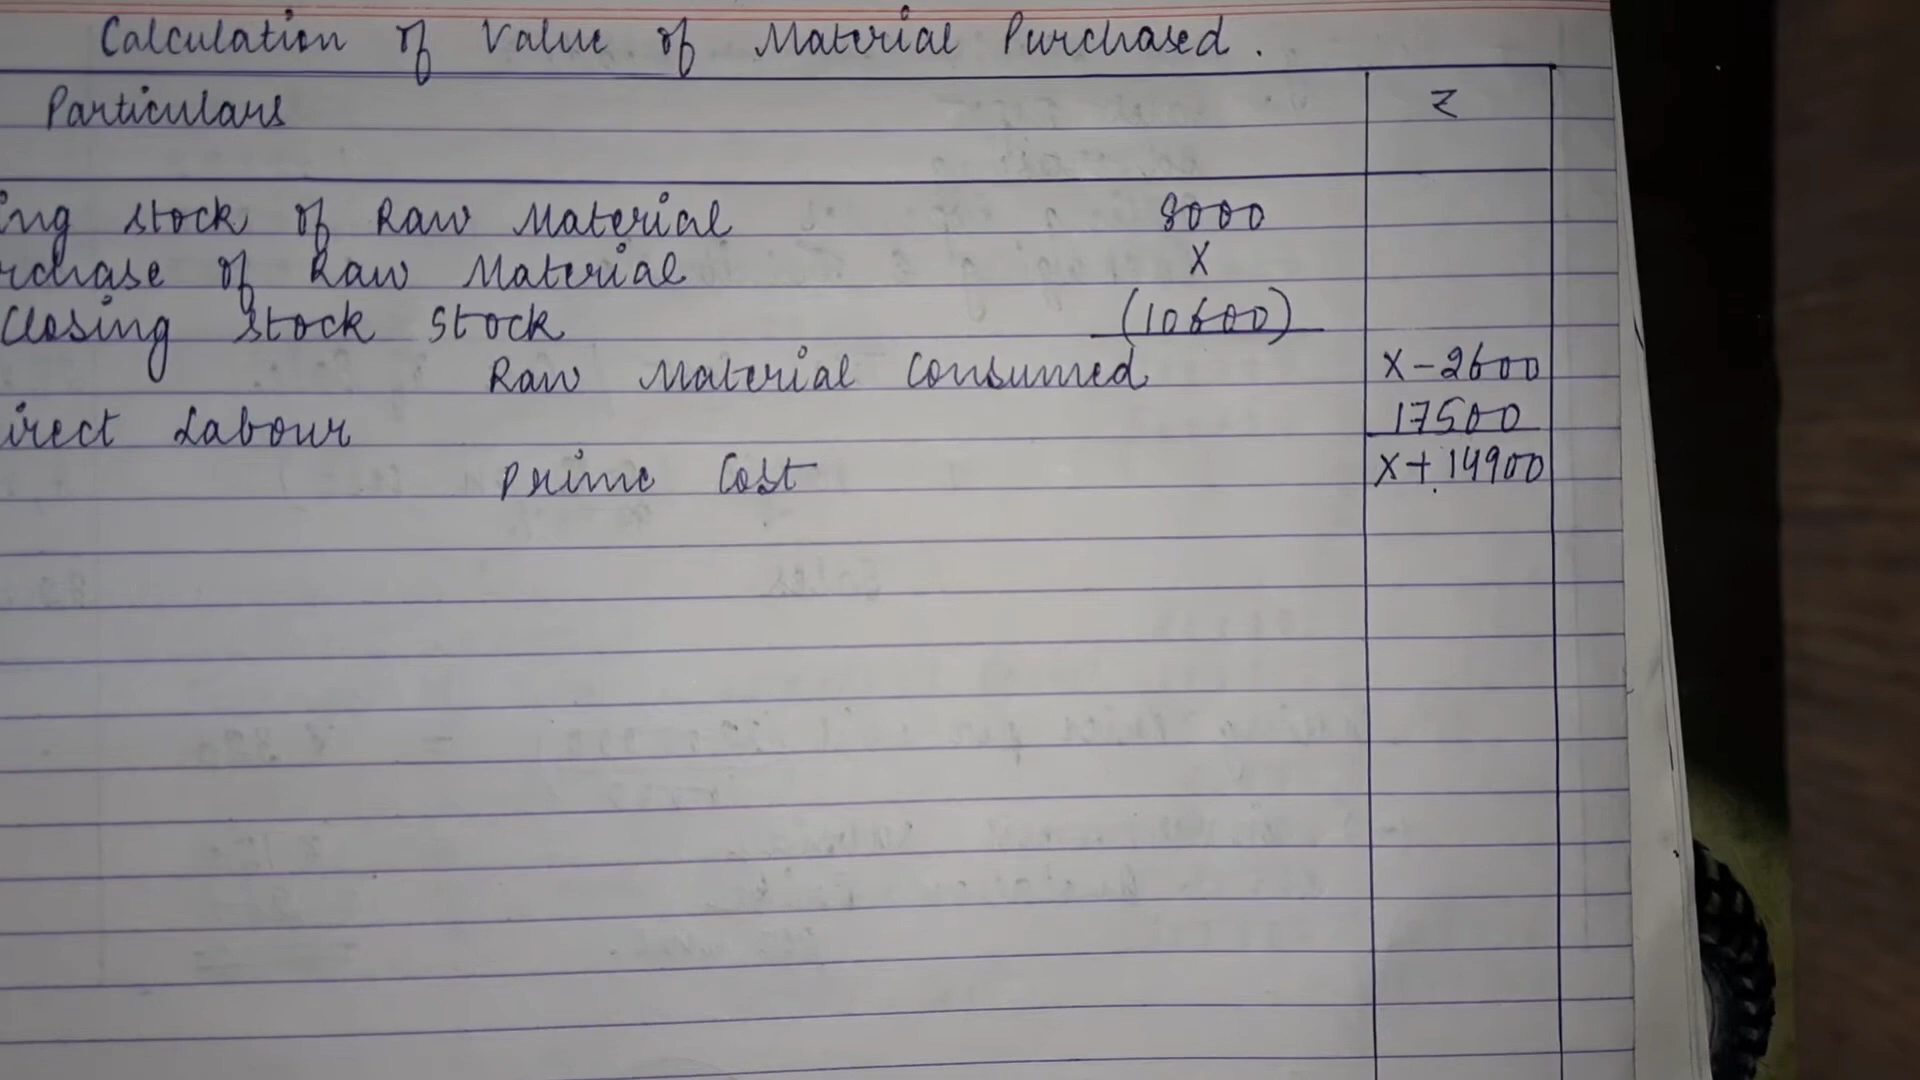 Calculation of Value of Material Purchased.
Particulars ₹
ing stock of Raw Material 8000
rchase of Raw Material X
Closing Stock Stock (10600)
Raw Material Consumed X-2600
irect Labour 17500
Prime Cost X+14900